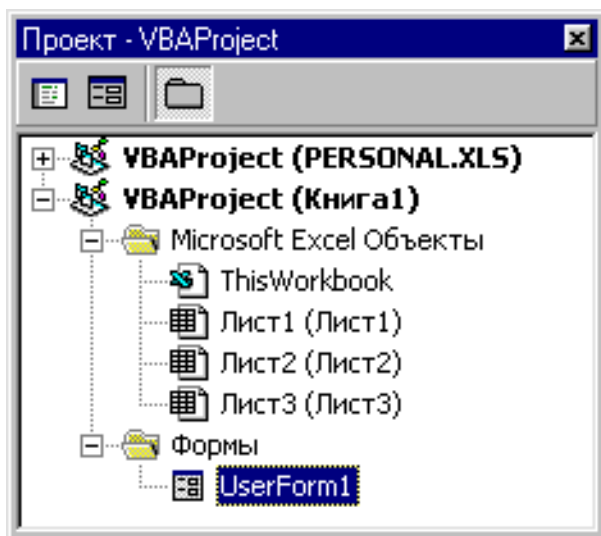 Проект - VBAProject
VBAProject (PERSONAL.XLS)
VBAProject (Книга1)
Microsoft Excel Объекты
ThisWorkbook
Лист1 (Лист1)
Лист2 (Лист2)
Лист3 (Лист3)
Формы
UserForm1